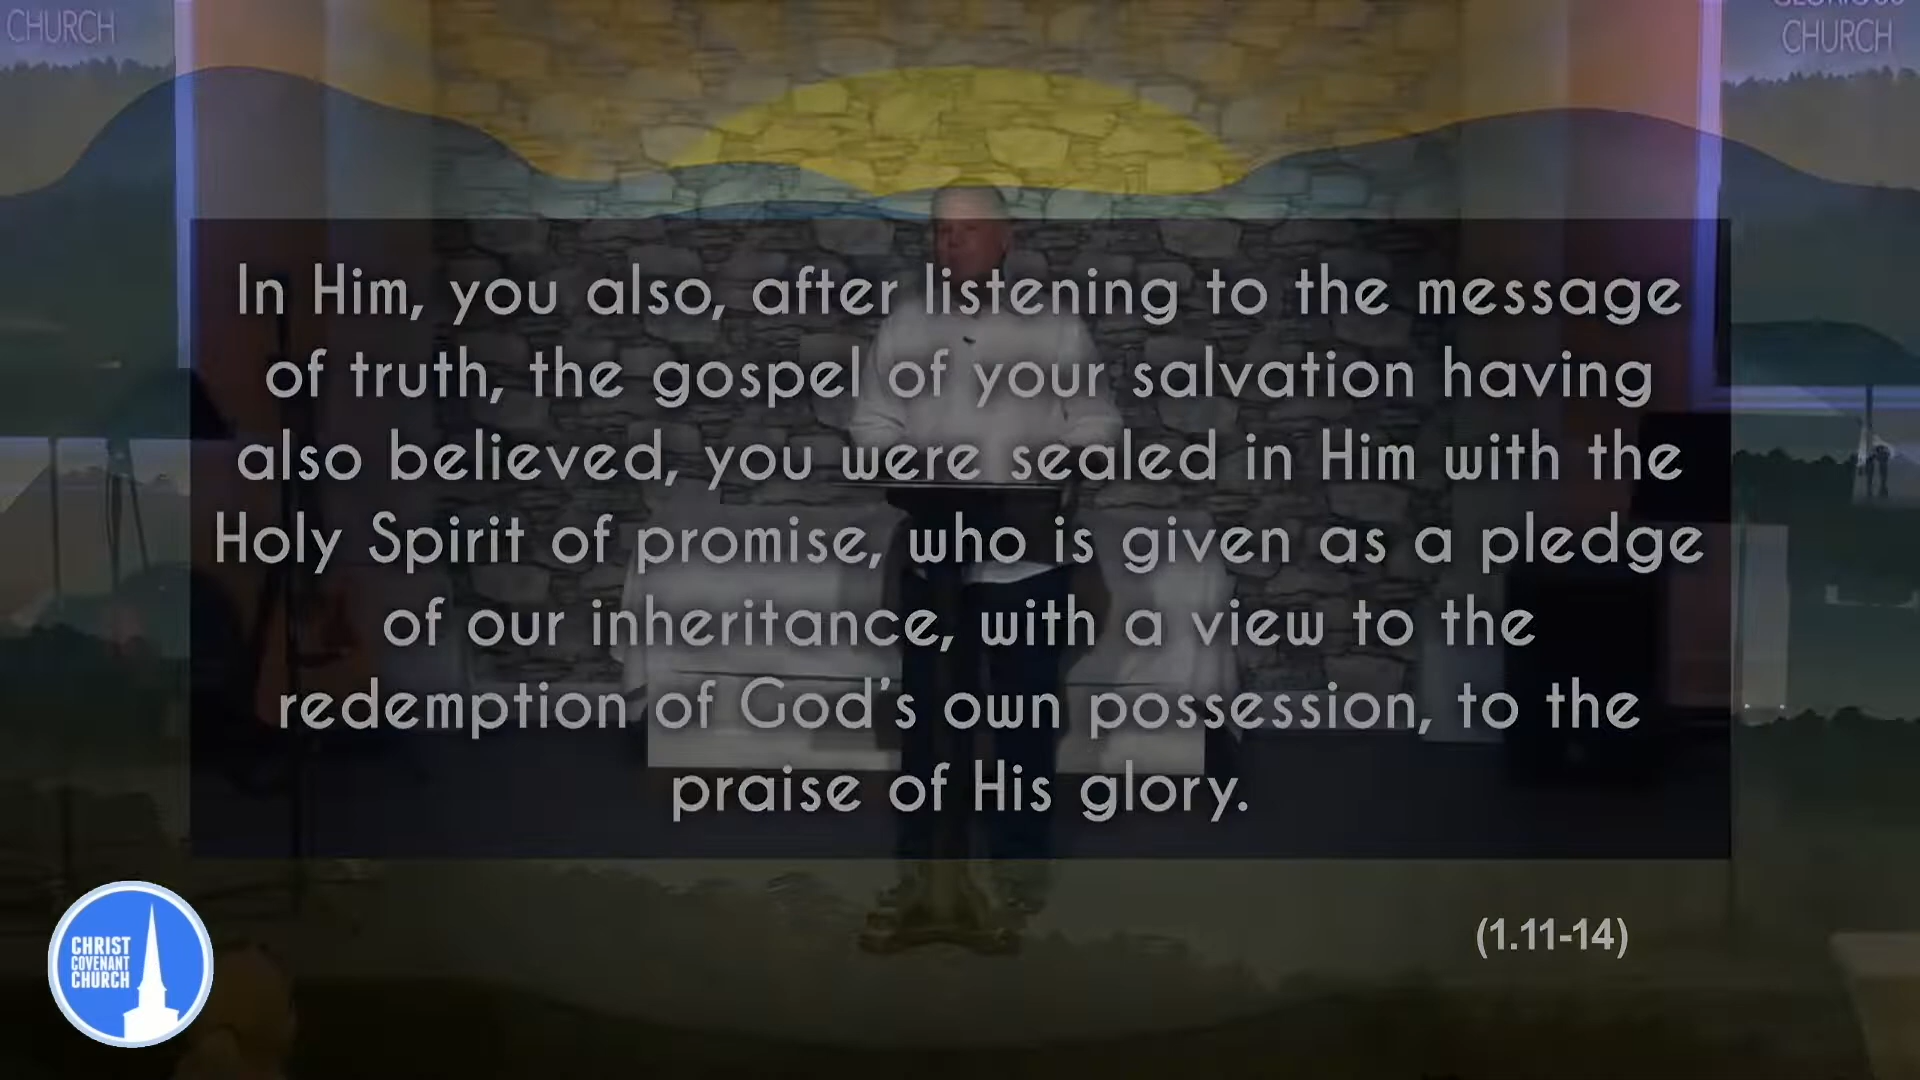 CHURCH
CHURCH
In Him, you also, after listening to the message
of truth, the gospel of your salvation having
also believed, you were sealed in Him with the
Holy Spirit of promise, who is given as a pledge
of our inheritance, with a view to the
redemption of God's own possession, to the
praise of His glory.
(1.11-14)
CHRIST
COVENANT
CHURCH